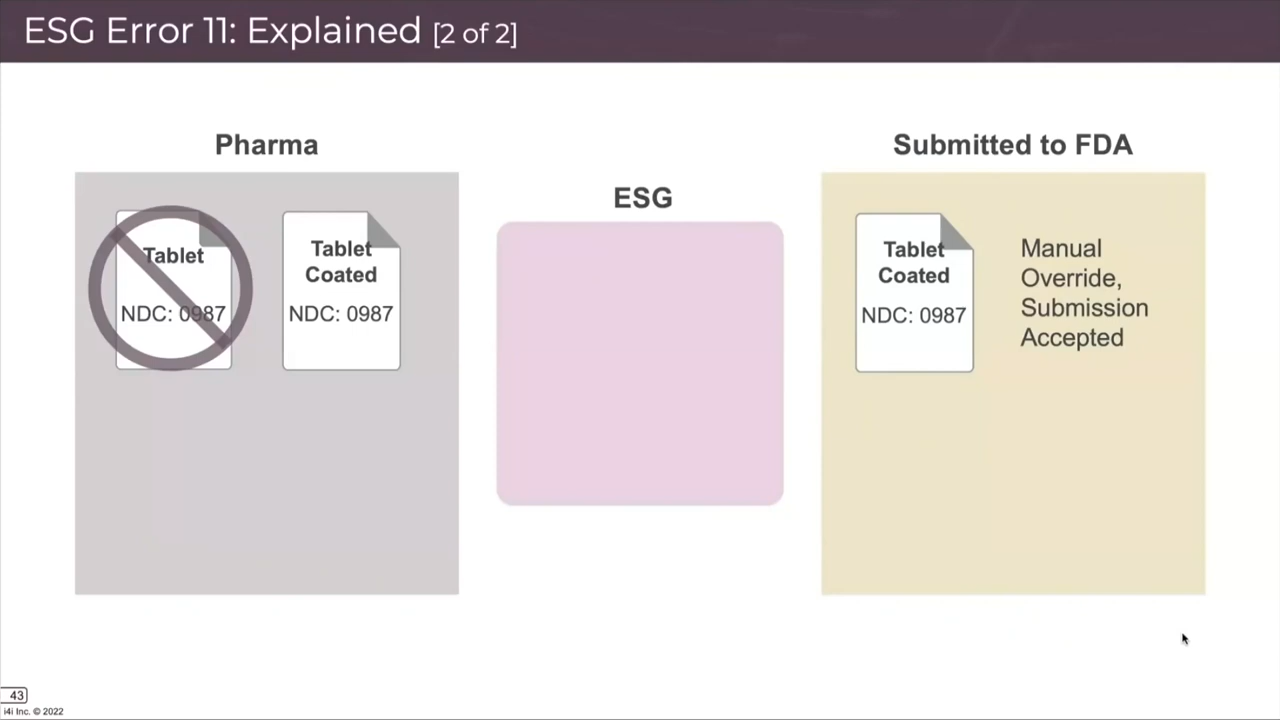 ESG Error 11: Explained [2 of 2]
Pharma
Tablet
NDC: 0987
Tablet
Coated
NDC: 0987
ESG
Submitted to FDA
Tablet
Coated
NDC: 0987
Manual
Override,
Submission
Accepted
43
i4i Inc. © 2022